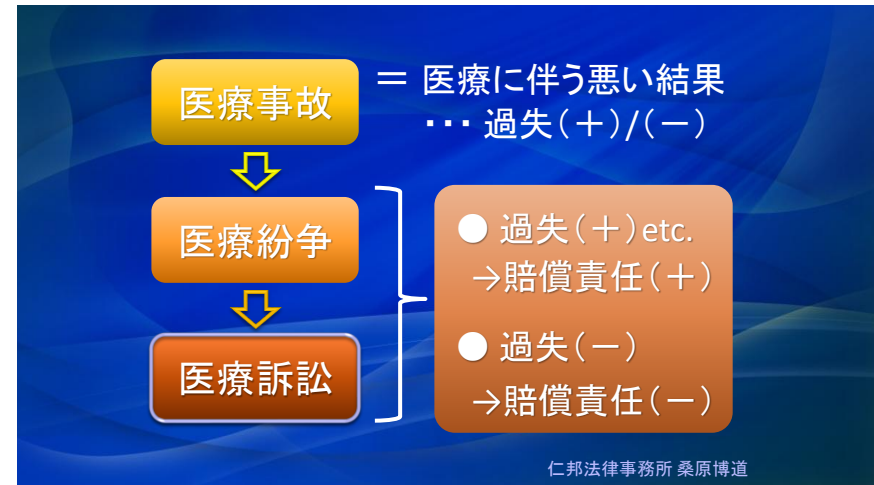 医療事故
＝ 医療に伴う悪い結果
・・・ 過失（＋）/（－）
医療紛争
医療訴訟
● 過失（＋）etc.
→賠償責任（＋）
● 過失（－）
→賠償責任（－）
仁邦法律事務所 桑原博道